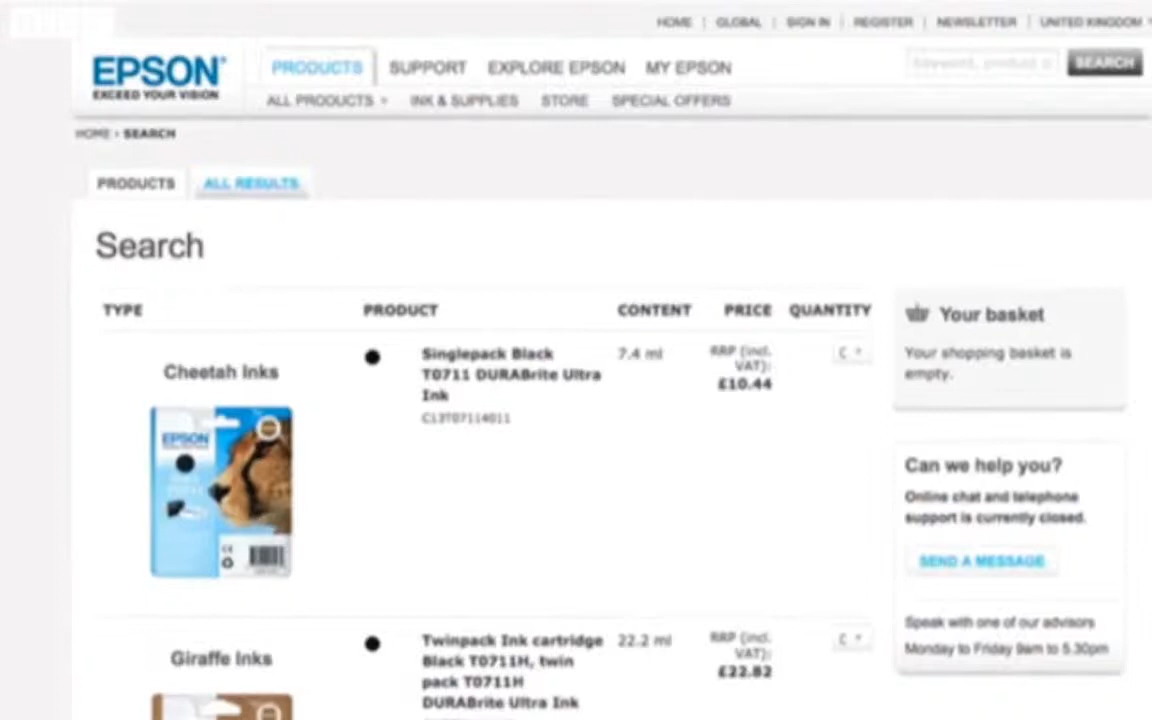 HOME | GLOBAL | SIGN IN | REGISTER | NEWSLETTER | UNITED KINGDOM
EPSON
EXCEED YOUR VISION
PRODUCTS SUPPORT EXPLORE EPSON MY EPSON
SEARCH
ALL PRODUCTS INK & SUPPLIES STORE SPECIAL OFFERS
HOME › SEARCH
PRODUCTS ALL RESULTS
Search
TYPE PRODUCT CONTENT PRICE QUANTITY
Cheetah Inks
EPSON
Singlepack Black
T0711 DURABrite Ultra
Ink
C13T07114011
7.4 ml
RRP (incl.
VAT):
£10.44
Giraffe Inks
Twinpack Ink cartridge
Black T0711H, twin
pack T0711H
DURABrite Ultra Ink
22.2 ml
RRP (incl.
VAT):
£22.82
Your basket
Your shopping basket is
empty.
Can we help you?
Online chat and telephone
support is currently closed.
SEND A MESSAGE
Speak with one of our advisors
Monday to Friday 9am to 5.30pm